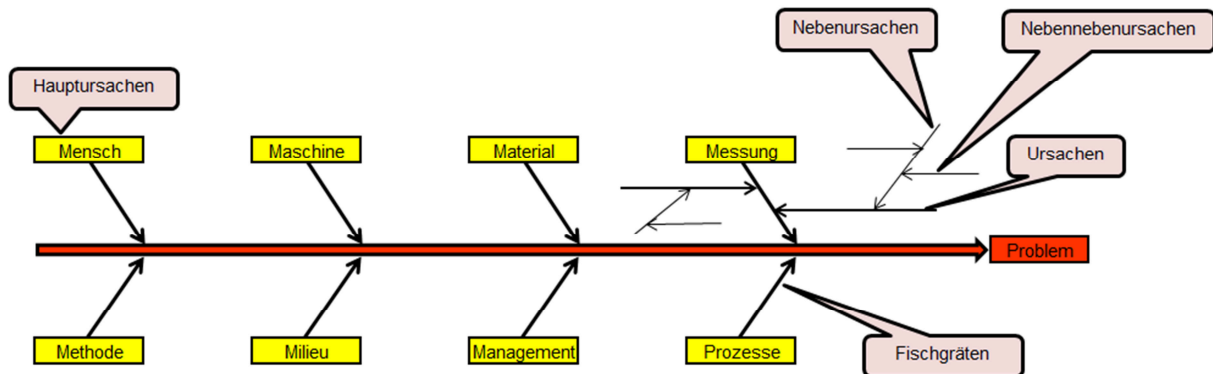 Nebenursachen
Nebennebenursachen
Hauptursachen
Mensch
Maschine
Material
Messung
Ursachen
Problem
Methode
Milieu
Management
Prozesse
Fischgräten